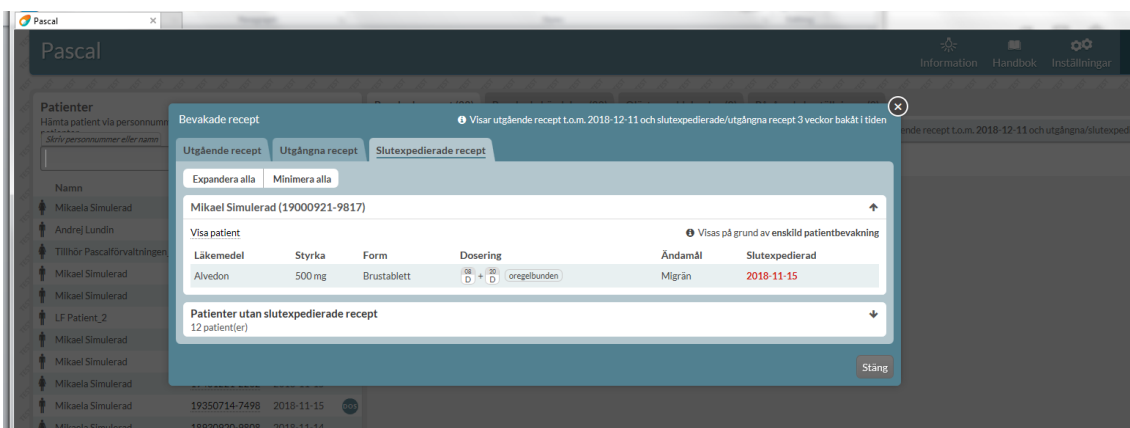 Pascal
Pascal
Information
Handbok
Inställningar
Patienter
Hämta patient via personnumm
Skriv personnummer eller namn
Namn
Mikaela Simulerad
Andrej Lundin
Tillhör Pascalförvaltningen
Mikael Simulerad
Mikael Simulerad
LF Patient_2
Mikael Simulerad
Mikael Simulerad
Mikaela Simulerad
Mikaela Simulerad 19350714-7498 2018-11-15
ende recept t.o.m. 2018-12-11 och utgångna/slutexped
Bevakade recept
Visar utgående recept t.o.m. 2018-12-11 och slutexpedierade/utgångna recept 3 veckor bakåt i tiden
Utgående recept
Utgångna recept
Slutexpedierade recept
Expandera alla
Minimera alla
Mikael Simulerad (19000921-9817)
Visa patient
Visas på grund av enskild patientbevakning
Läkemedel Styrka Form Dosering Ändamål Slutexpedierad
Alvedon 500 mg Brustablett 08 D + 20 D oregelbunden Migrän 2018-11-15
Patienter utan slutexpedierade recept
12 patient(er)
Stäng